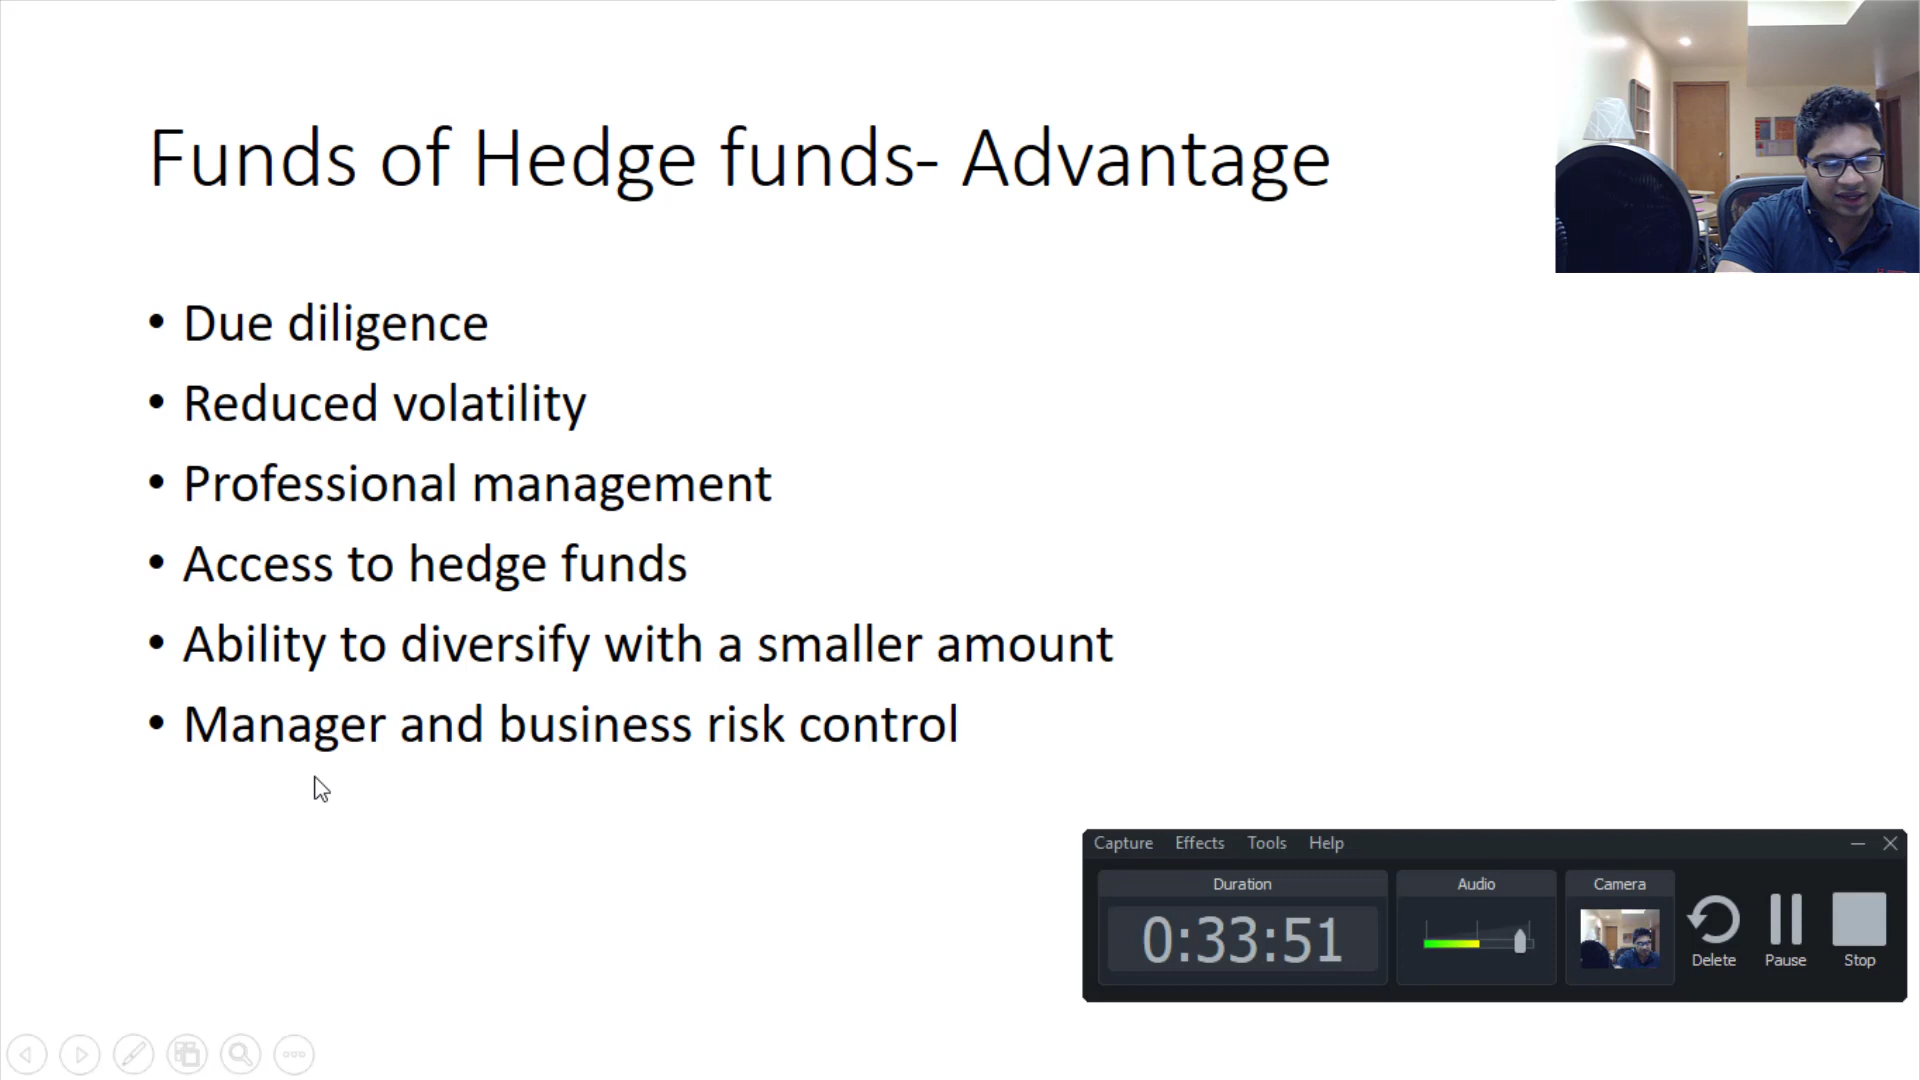 Funds of Hedge funds- Advantage
• Due diligence
• Reduced volatility
• Professional management
• Access to hedge funds
• Ability to diversify with a smaller amount
• Manager and business risk control
Capture Effects Tools Help
Duration Audio Camera
0:33:51
Delete Pause Stop